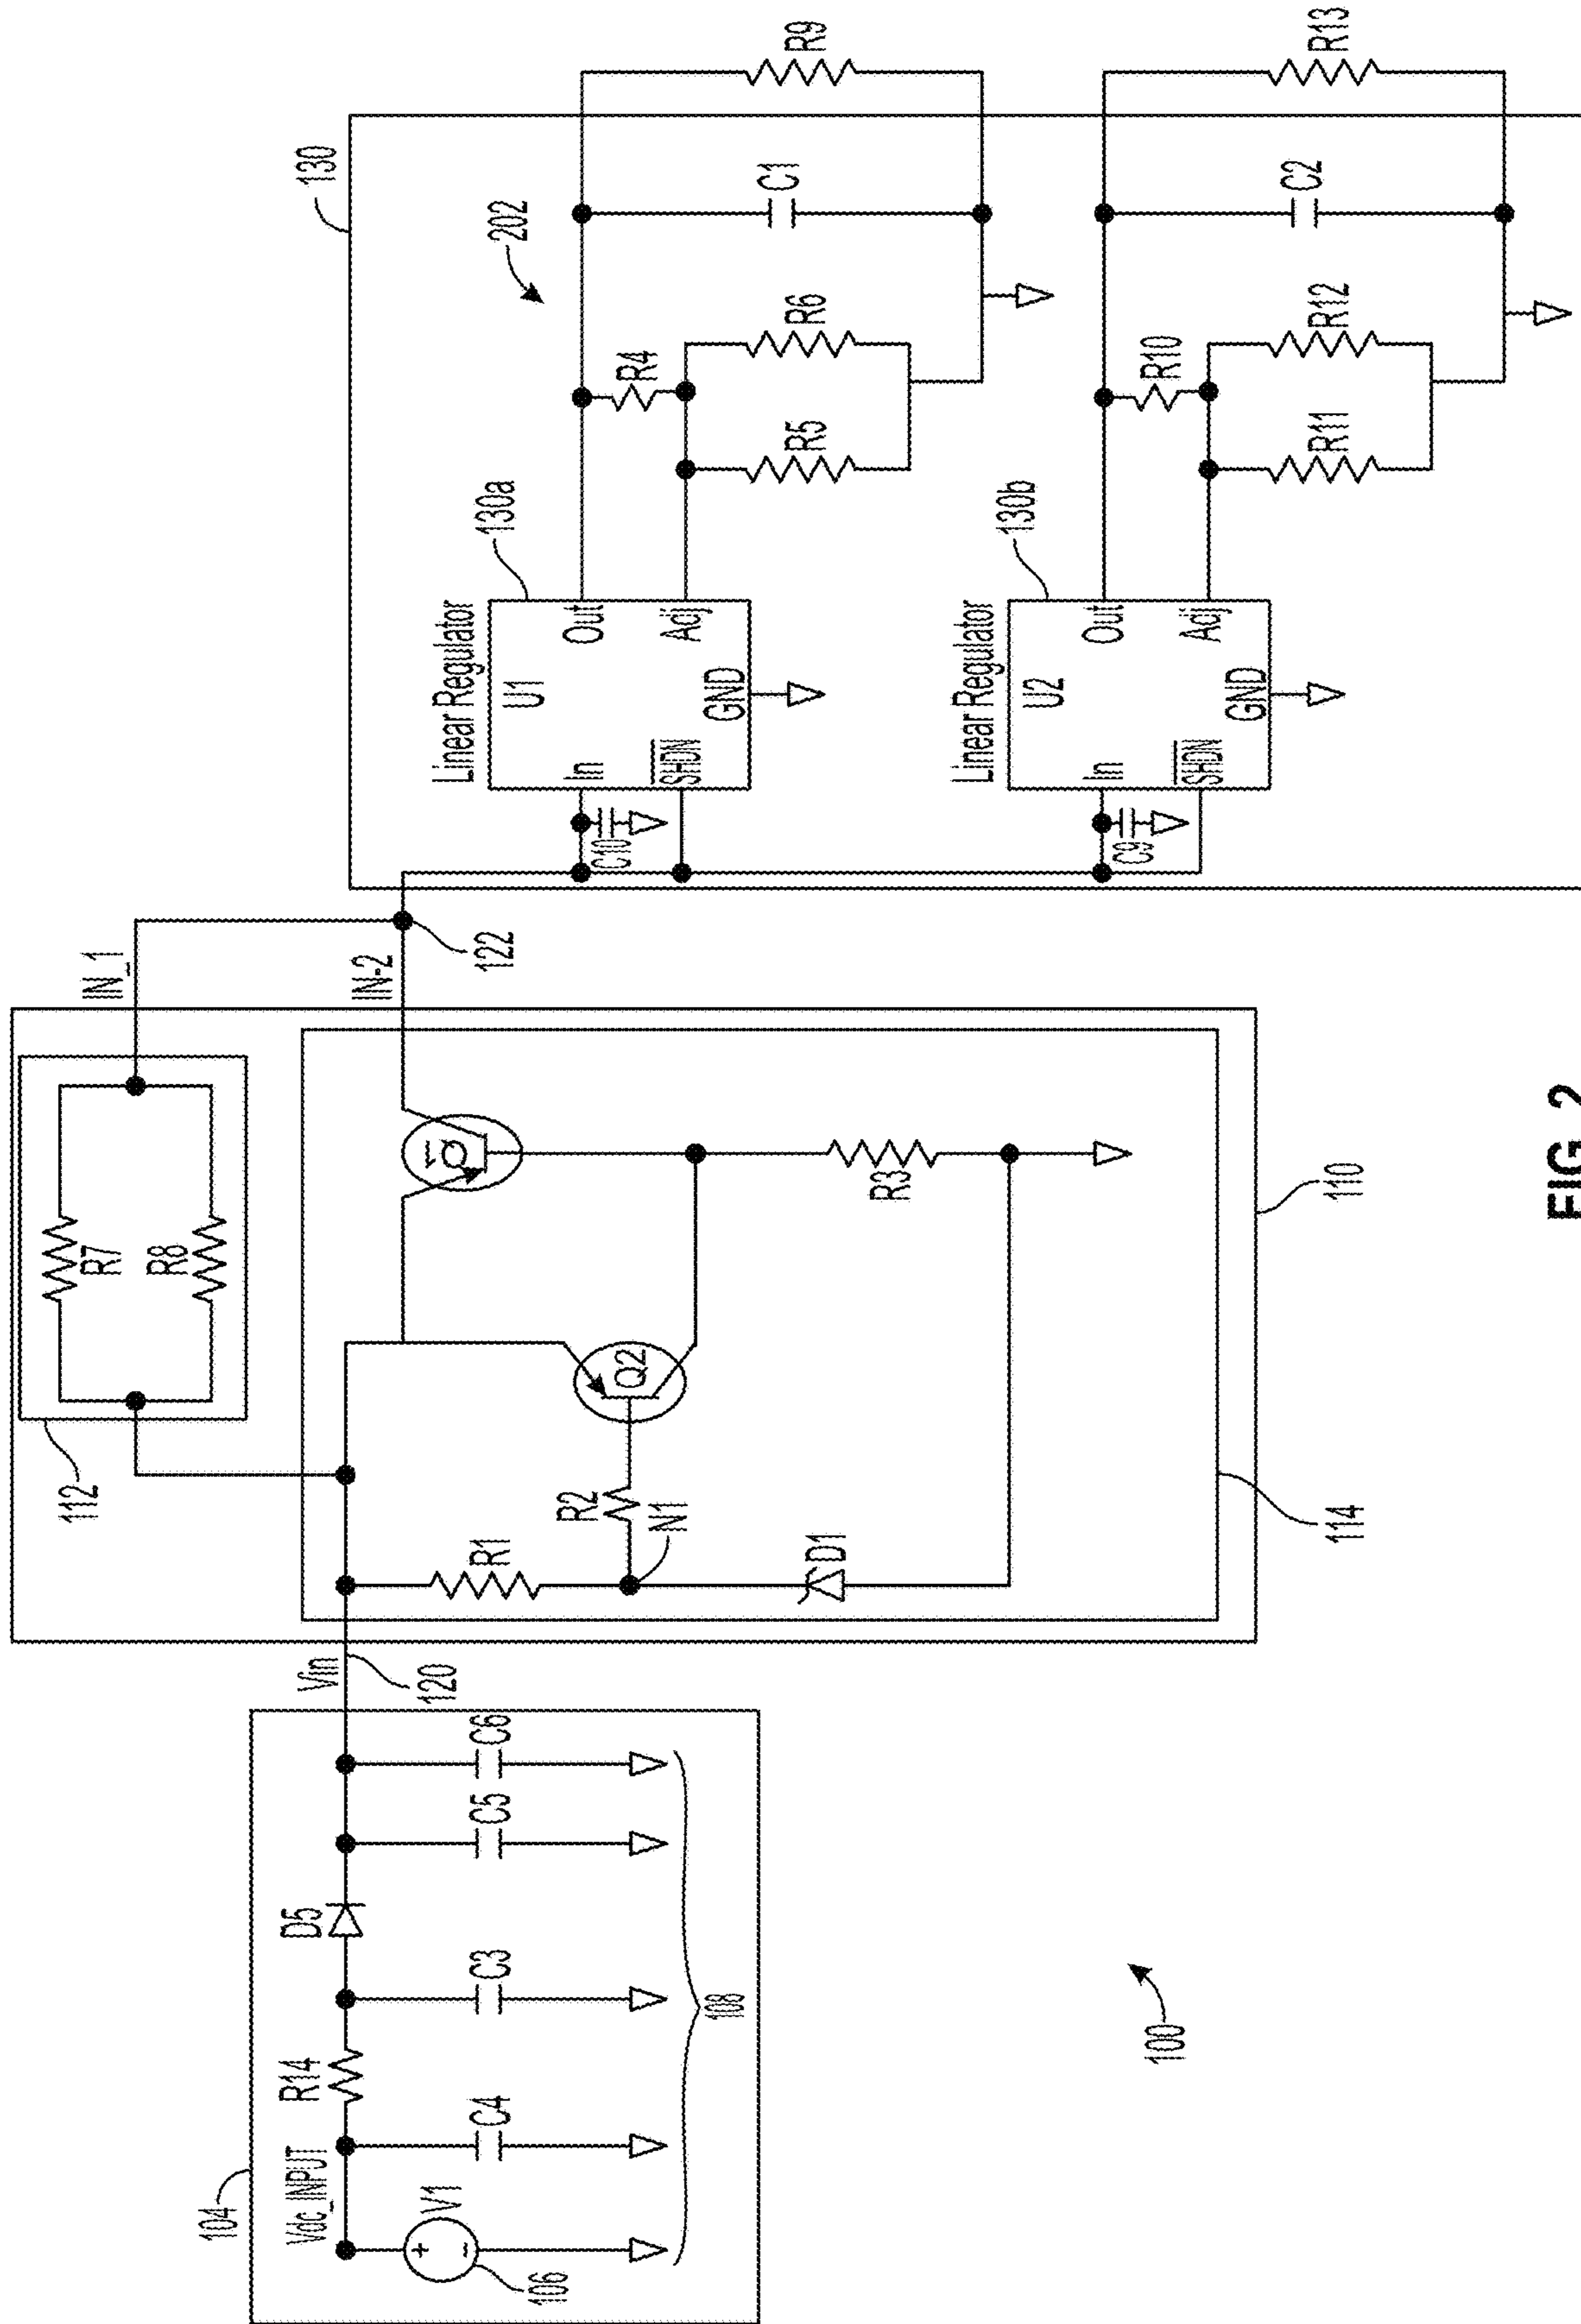 104
Vdc_INPUT
R14
D5
V1
C4
C3
C5
C6
106
108
Vin
120
100
112
R7
R8
R1
R2
N1
D1
Q2
Q1
R3
114
110
IN_1
IN-2
122
130
202
Linear Regulator
U1
In
Out
SHDN
Adj
GND
130a
C10
R4
R5
R6
C1
R9
Linear Regulator
U2
In
Out
SHDN
Adj
GND
130b
C9
R10
R11
R12
C2
R13
FIG. 2